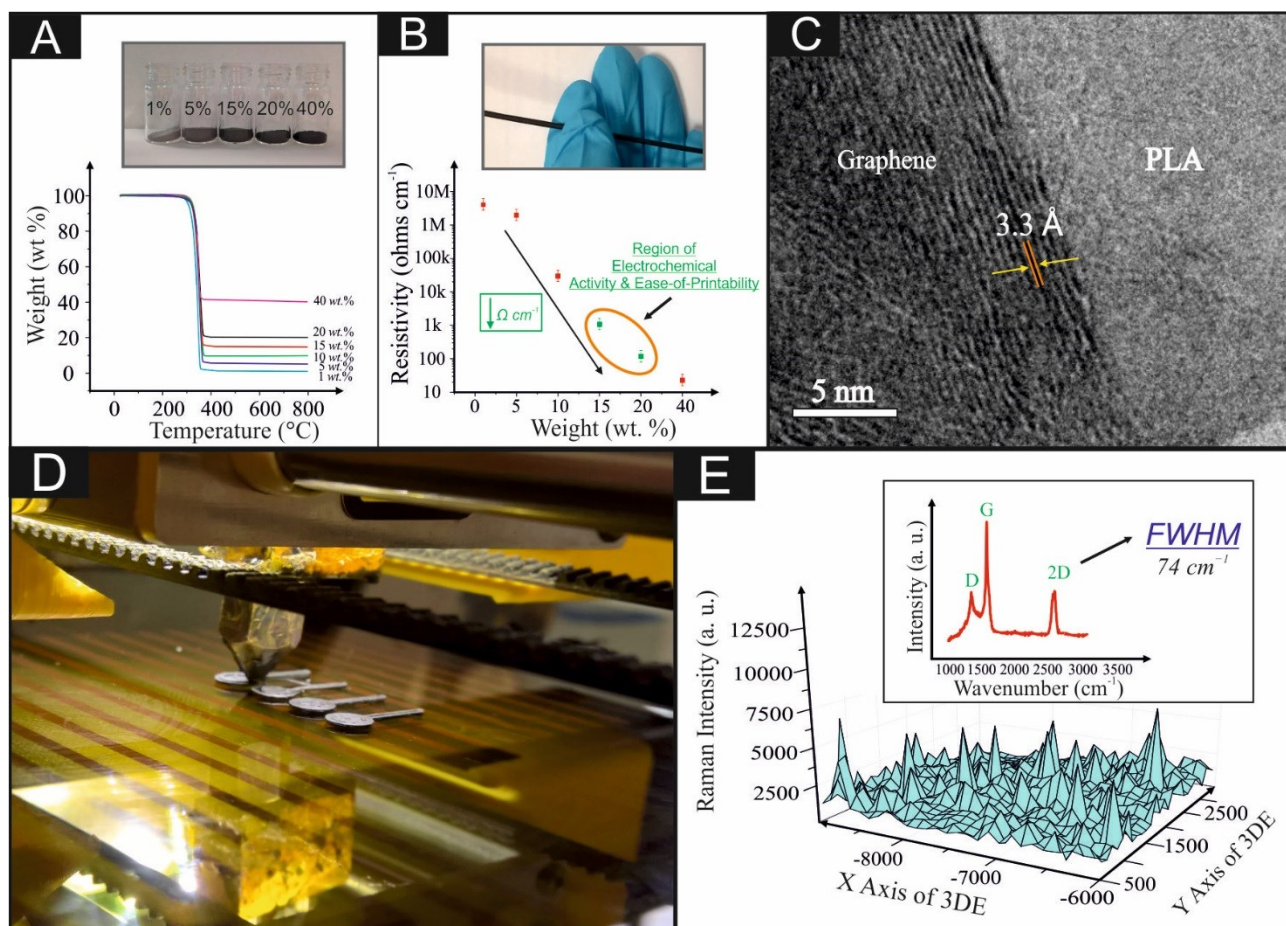 A
1% 5% 15% 20% 40%
Weight (wt %)
100
80
60
40
20
0
40 wt.%
20 wt.%
15 wt.%
10 wt.%
5 wt.%
1 wt.%
0 200 400 600 800
Temperature (°C)
B
Resistivity (ohms cm⁻¹)
10M
1M
100k
10k
1k
100
10
Region of
Electrochemical
Activity & Ease-of-Printability
↓ Ω cm⁻¹
0 5 10 15 20 40
Weight (wt. %)
C
Graphene
PLA
3.3 Å
5 nm
D
E
Intensity (a. u.)
G
D
2D
FWHM
74 cm⁻¹
1000 1500 2000 2500 3000 3500
Wavenumber (cm⁻¹)
Raman Intensity (a. u.)
12500
10000
7500
5000
2500
-8000
-7000
-6000
X Axis of 3DE
500
1500
2500
Y Axis of 3DE